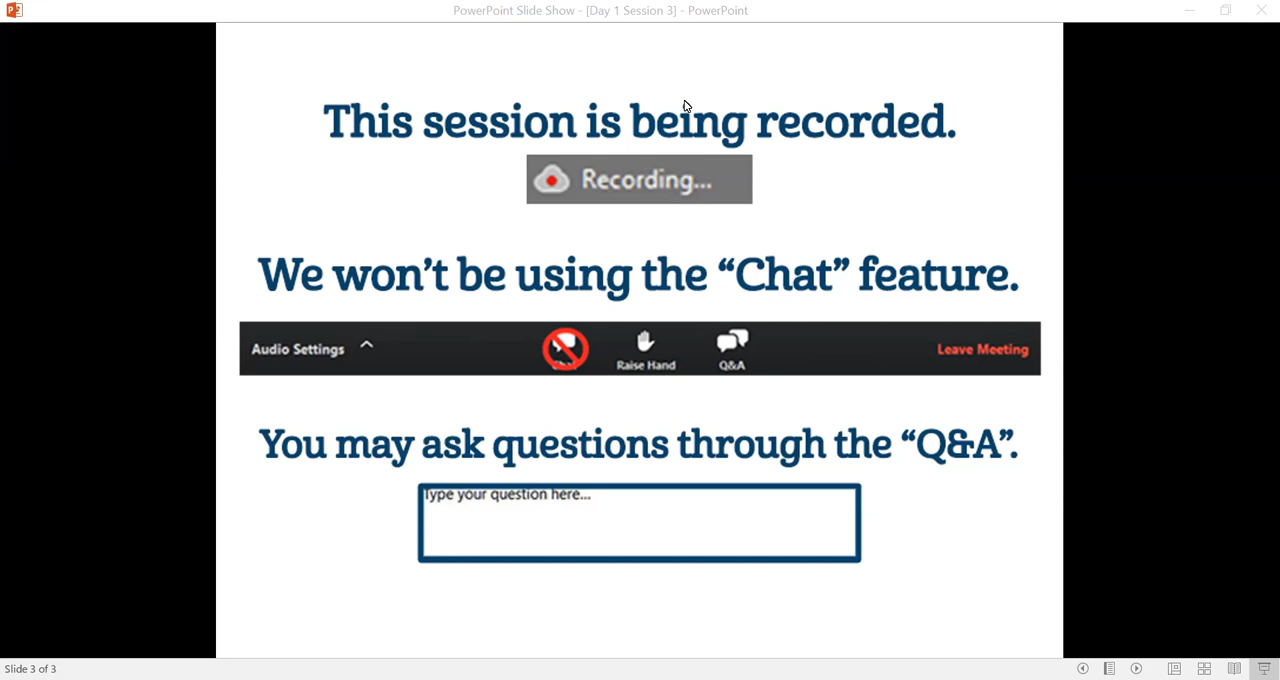 PowerPoint Slide Show - [Day 1 Session 3] - PowerPoint
This session is being recorded.
Recording...
We won't be using the “Chat” feature.
Audio Settings
Raise Hand
Q&A
Leave Meeting
You may ask questions through the “Q&A”.
Type your question here...
Slide 3 of 3